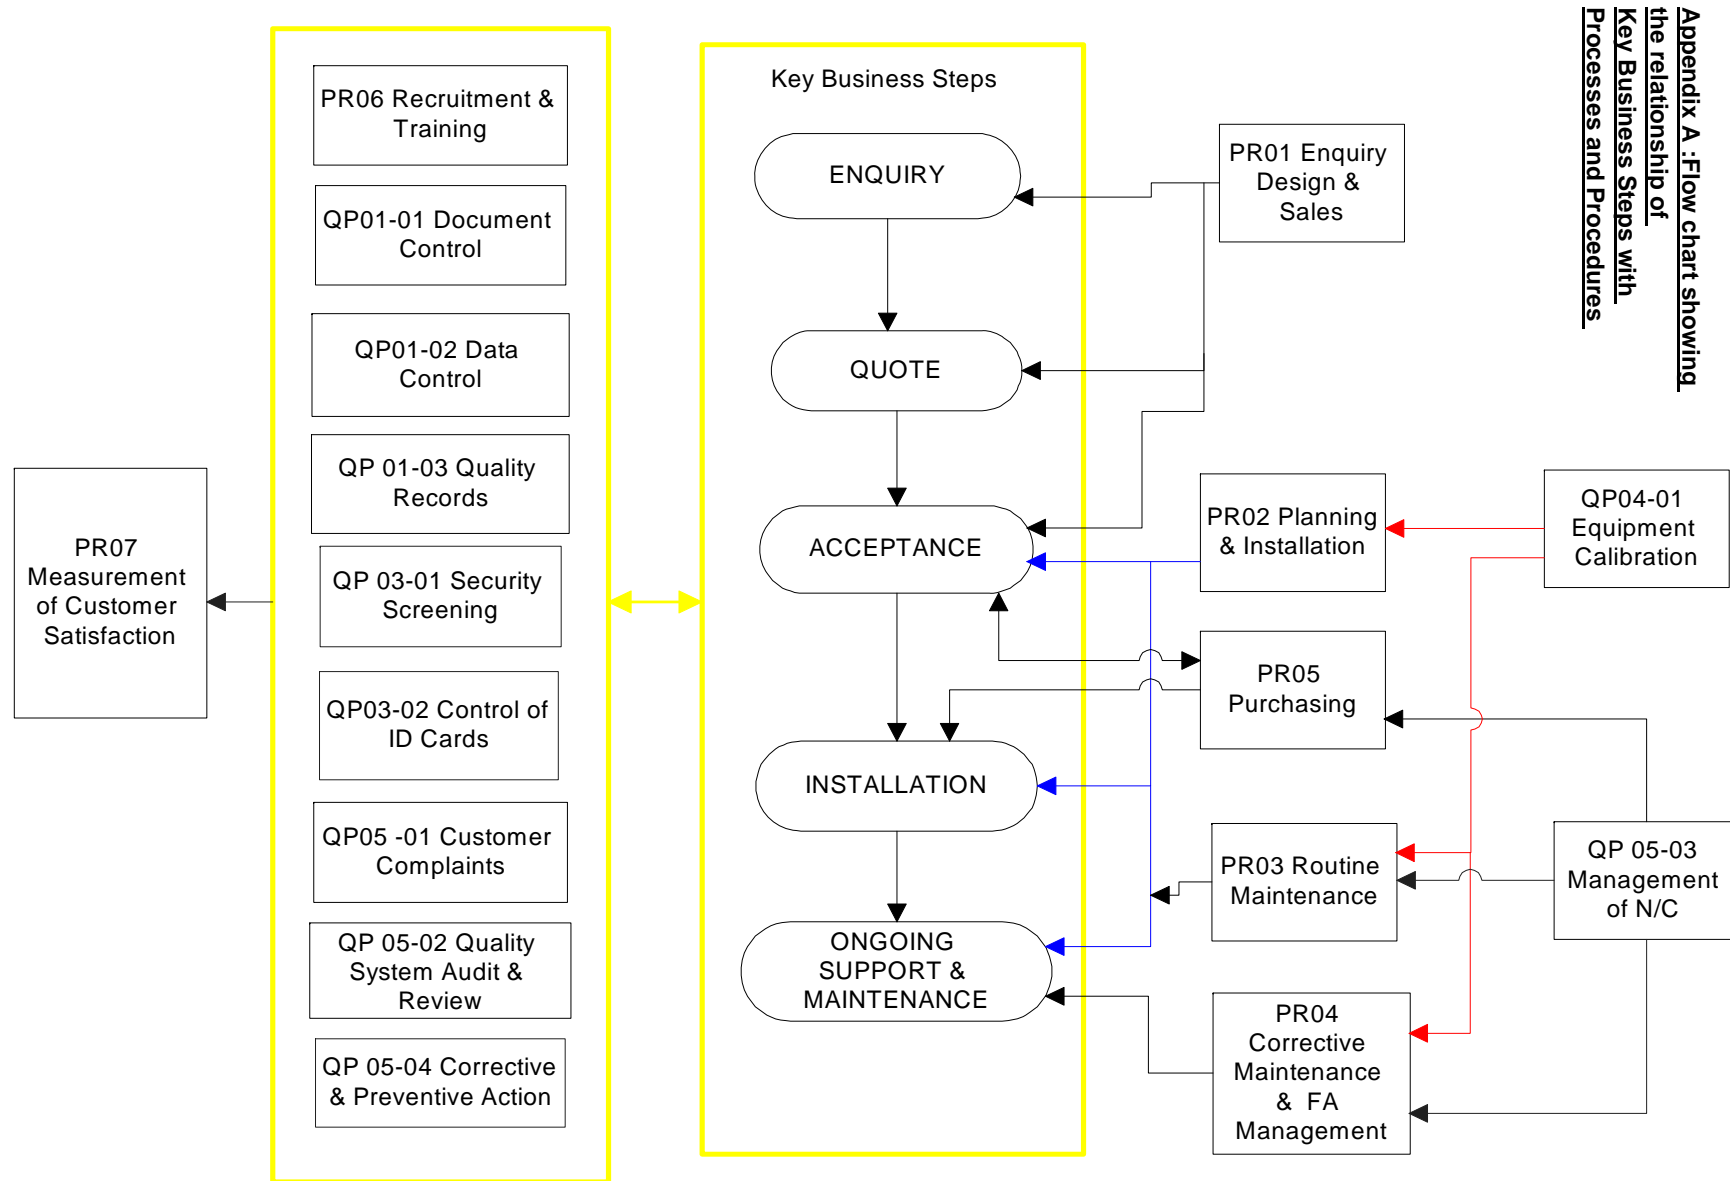 Appendix A :Flow chart showing
the relationship of
Key Business Steps with
Processes and Procedures
PR06 Recruitment &
Training
QP01-01 Document
Control
QP01-02 Data
Control
QP 01-03 Quality
Records
QP 03-01 Security
Screening
QP03-02 Control of
ID Cards
QP05 -01 Customer
Complaints
QP 05-02 Quality
System Audit &
Review
QP 05-04 Corrective
& Preventive Action
PR07
Measurement
of Customer
Satisfaction
Key Business Steps
ENQUIRY
QUOTE
ACCEPTANCE
INSTALLATION
ONGOING
SUPPORT &
MAINTENANCE
PR01 Enquiry
Design &
Sales
PR02 Planning
& Installation
PR05
Purchasing
PR03 Routine
Maintenance
PR04
Corrective
Maintenance
& FA
Management
QP04-01
Equipment
Calibration
QP 05-03
Management
of N/C